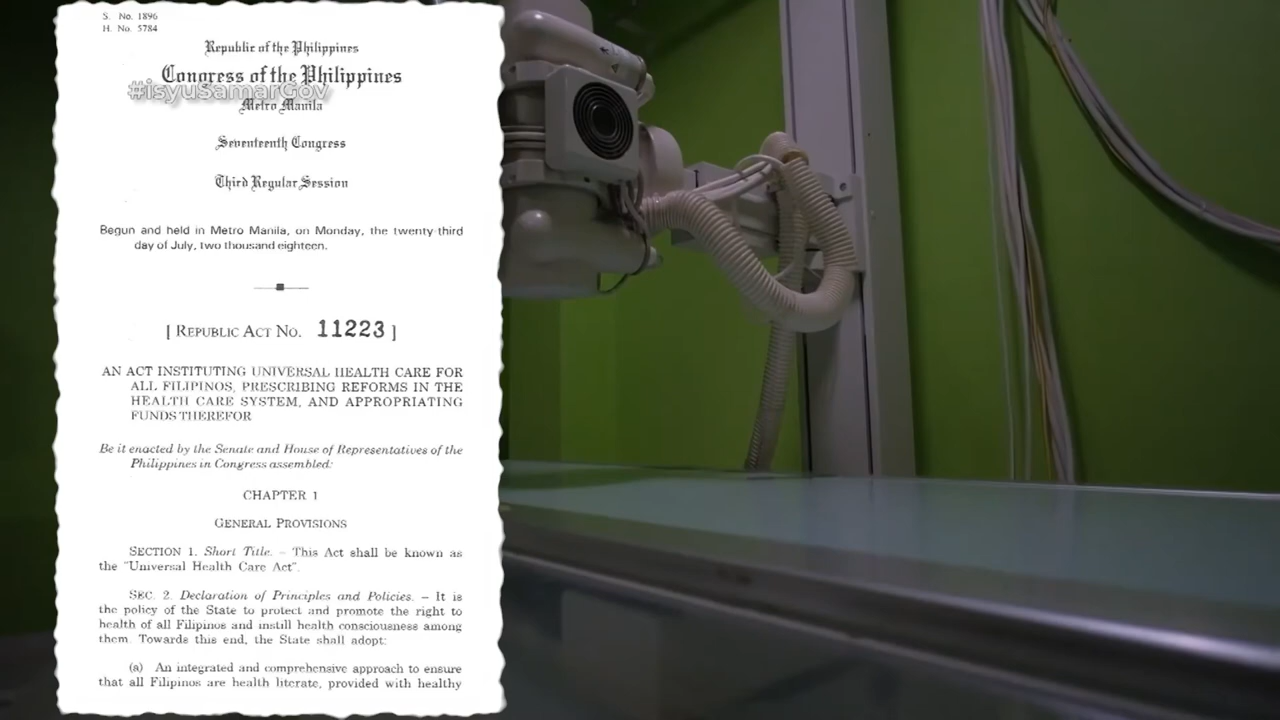 S. No. 1896
H. No. 5784
Republic of the Philippines
Congress of the Philippines
#isyuSamarGov
Metro Manila
Seventeenth Congress
Third Regular Session
Begun and held in Metro Manila, on Monday, the twenty-third
day of July, two thousand eighteen.
[ REPUBLIC ACT NO. 11223 ]
AN ACT INSTITUTING UNIVERSAL HEALTH CARE FOR
ALL FILIPINOS, PRESCRIBING REFORMS IN THE
HEALTH CARE SYSTEM, AND APPROPRIATING
FUNDS THEREFOR
Be it enacted by the Senate and House of Representatives of the
Philippines in Congress assembled:
CHAPTER 1
GENERAL PROVISIONS
SECTION 1. Short Title. – This Act shall be known as
the “Universal Health Care Act”.
SEC. 2. Declaration of Principles and Policies. – It is
the policy of the State to protect and promote the right to
health of all Filipinos and instill health consciousness among
them. Towards this end, the State shall adopt:
(a) An integrated and comprehensive approach to ensure
that all Filipinos are health literate, provided with healthy